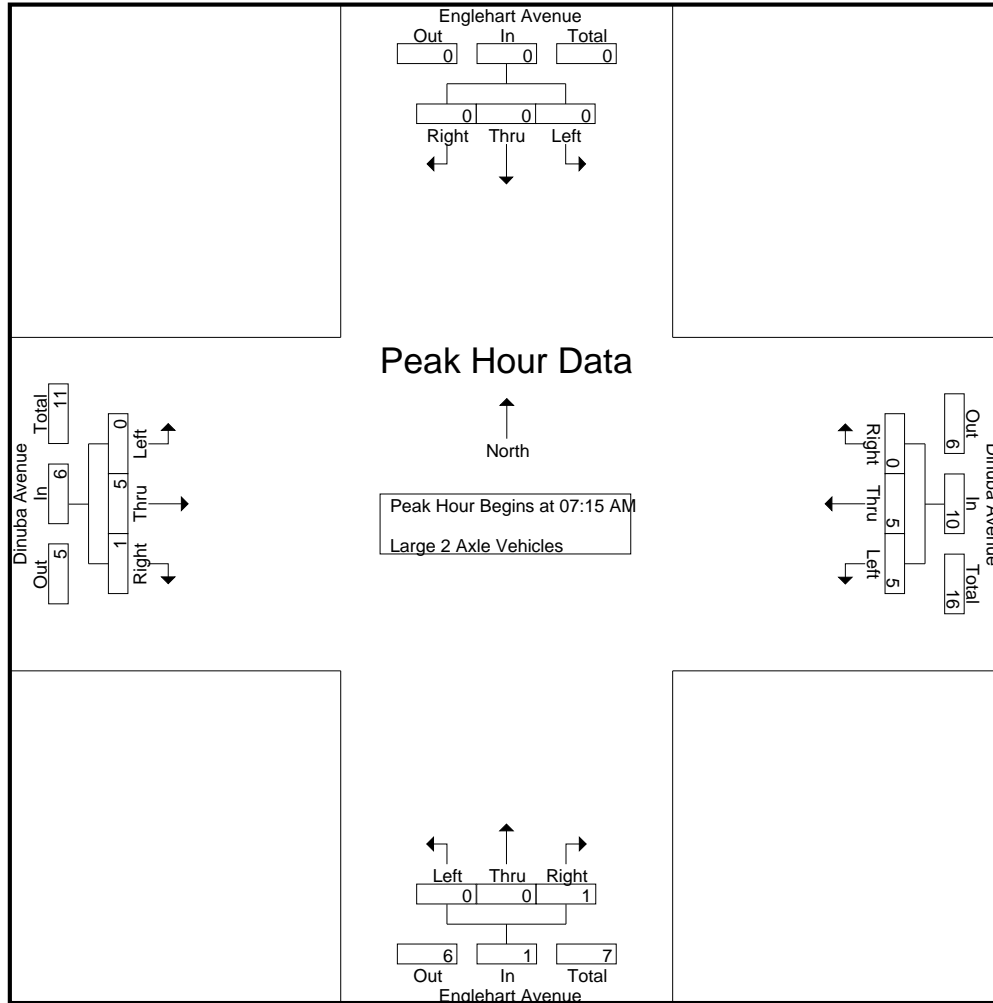 Englehart Avenue
Out In Total
0 0 0
0 0 0
Right Thru Left
Peak Hour Data
North
Peak Hour Begins at 07:15 AM
Large 2 Axle Vehicles
Dinuba Avenue
Out In Total
5 6 11
1 5 0
Right Thru Left
Dinuba Avenue
Out In Total
6 10 16
0 5 5
Right Thru Left
Left Thru Right
0 0 1
6 1 7
Out In Total
Englehart Avenue